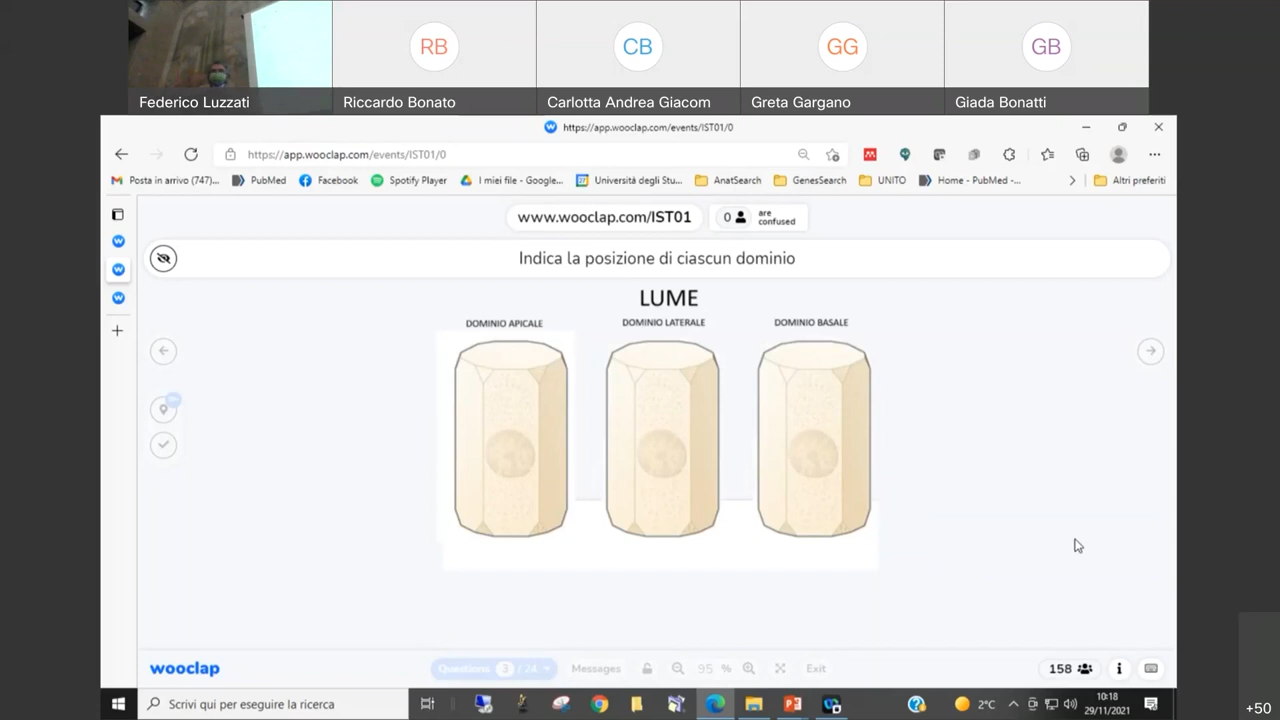 RB
CB
GG
GB
Federico Luzzati
Riccardo Bonato
Carlotta Andrea Giacom
Greta Gargano
Giada Bonatti
https://app.wooclap.com/events/IST01/0
https://app.wooclap.com/events/IST01/0
Posta in arrivo (747)... PubMed Facebook Spotify Player I miei file - Google... Università degli Stu... AnatSearch GenesSearch UNITO Home - PubMed -... Altri preferiti
www.wooclap.com/IST01
0 are confused
Indica la posizione di ciascun dominio
LUME
DOMINIO APICALE DOMINIO LATERALE DOMINIO BASALE
wooclap
Questions 3 / 24
Messages
95 %
Exit
158
Scrivi qui per eseguire la ricerca
2°C
10:18
29/11/2021
+50